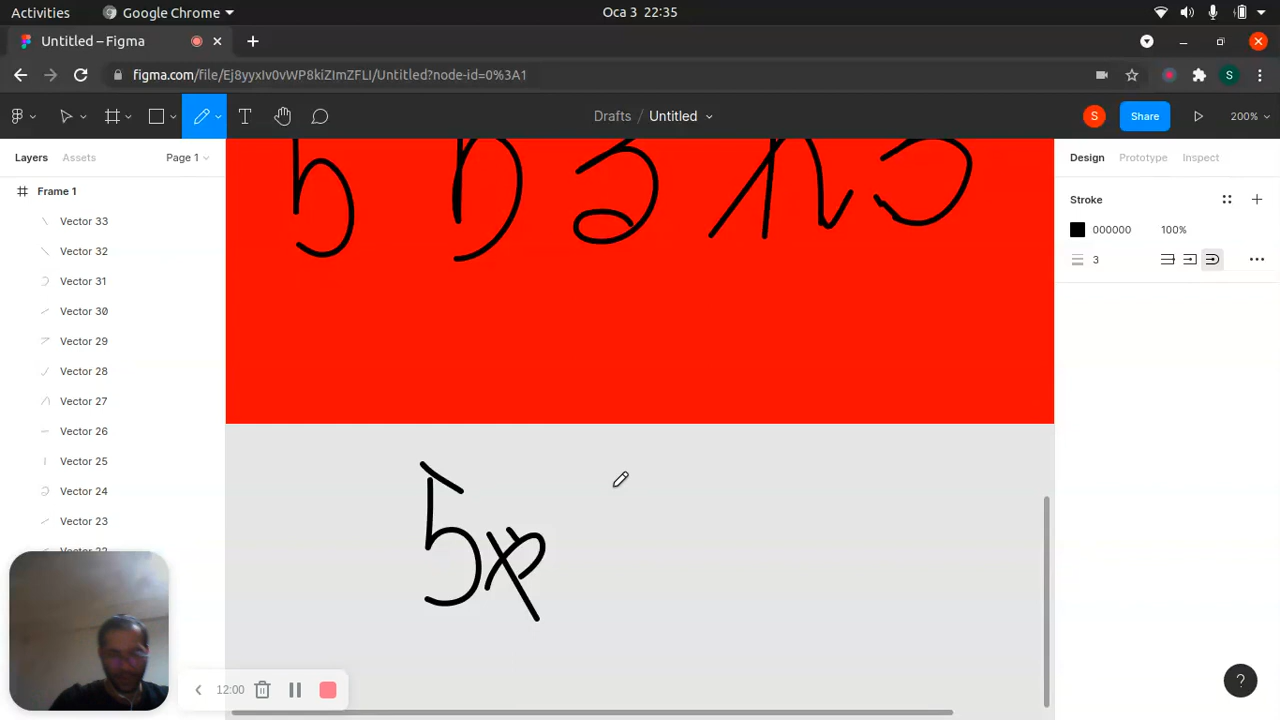 Activities Google Chrome Oca 3 22:35
Untitled – Figma
figma.com/file/Ej8yyxIv0vWP8kiZImZFLI/Untitled?node-id=0%3A1 S
T Drafts / Untitled S Share 200%
Layers Assets Page 1 Design Prototype Inspect
Frame 1 Stroke
Vector 33 000000 100%
Vector 32 3
Vector 31
Vector 30
Vector 29
Vector 28
Vector 27
Vector 26
Vector 25
Vector 24
Vector 23
12:00 ?